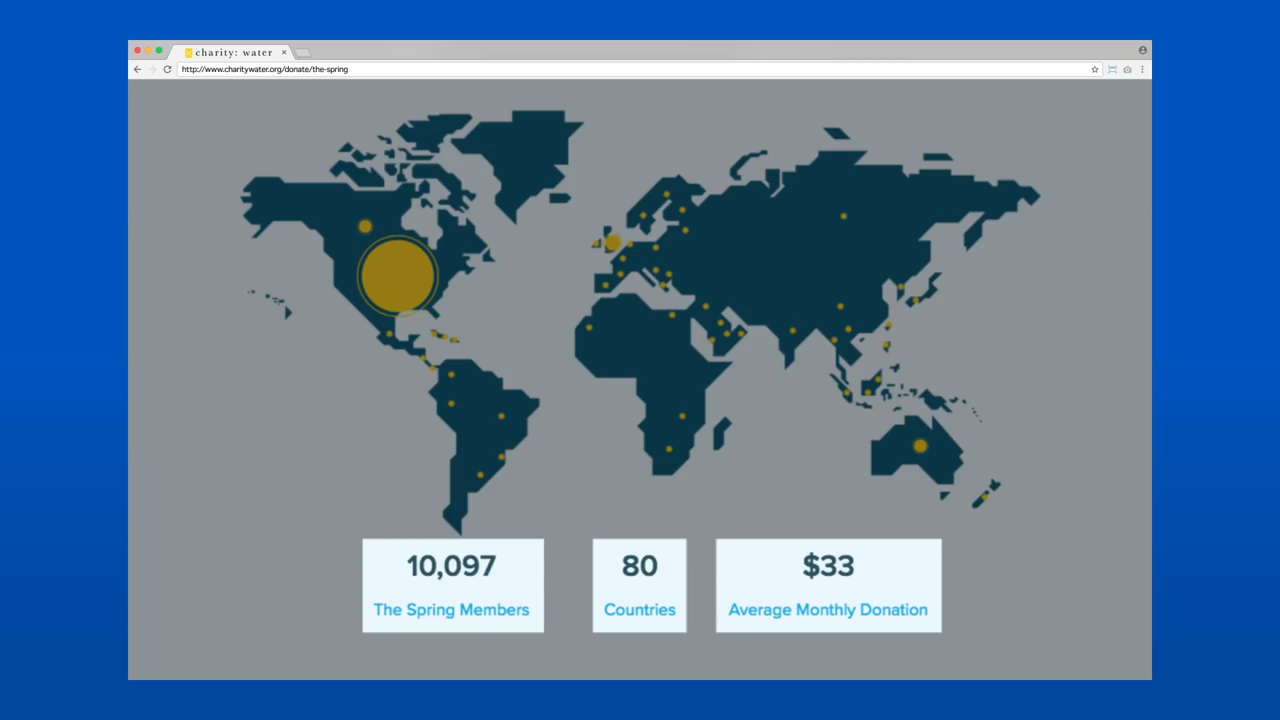 charity: water
http://www.charitywater.org/donate/the-spring
10,097
The Spring Members
80
Countries
$33
Average Monthly Donation